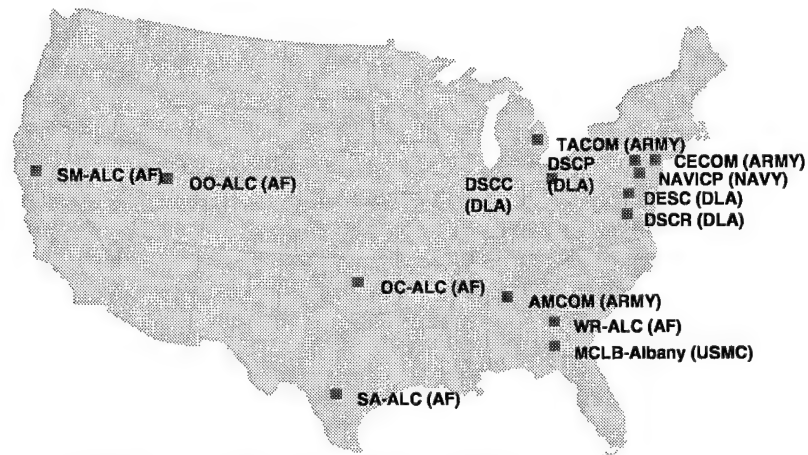 TACOM (ARMY)
SM-ALC (AF)
OO-ALC (AF)
DSCC
(DLA)
DSCP
(DLA)
CECOM (ARMY)
NAVICP (NAVY)
DESC (DLA)
DSCR (DLA)
OC-ALC (AF)
AMCOM (ARMY)
WR-ALC (AF)
MCLB-Albany (USMC)
SA-ALC (AF)